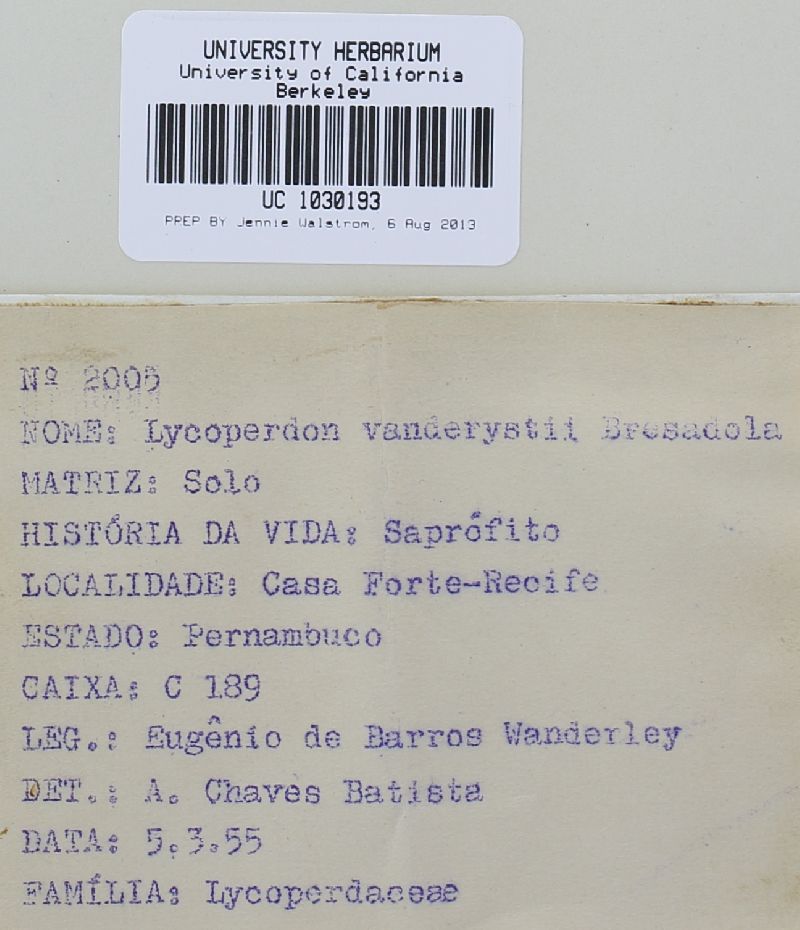 UNIVERSITY HERBARIUM
University of California
Berkeley
UC 1030193
PREP BY Jennie Walstrom, 6 Aug 2013
Nº 2005
NOME: Lycoperdon vanderystii Bresadola
MATRIZ: Solo
HISTÓRIA DA VIDA: Saprófito
LOCALIDADE: Casa Forte-Recife
ESTADO: Pernambuco
CAIXA: C 189
LEG.: Eugênio de Barros Wanderley
DET.: A. Chaves Batista
DATA: 5.3.55
FAMÍLIA: Lycoperdaceae